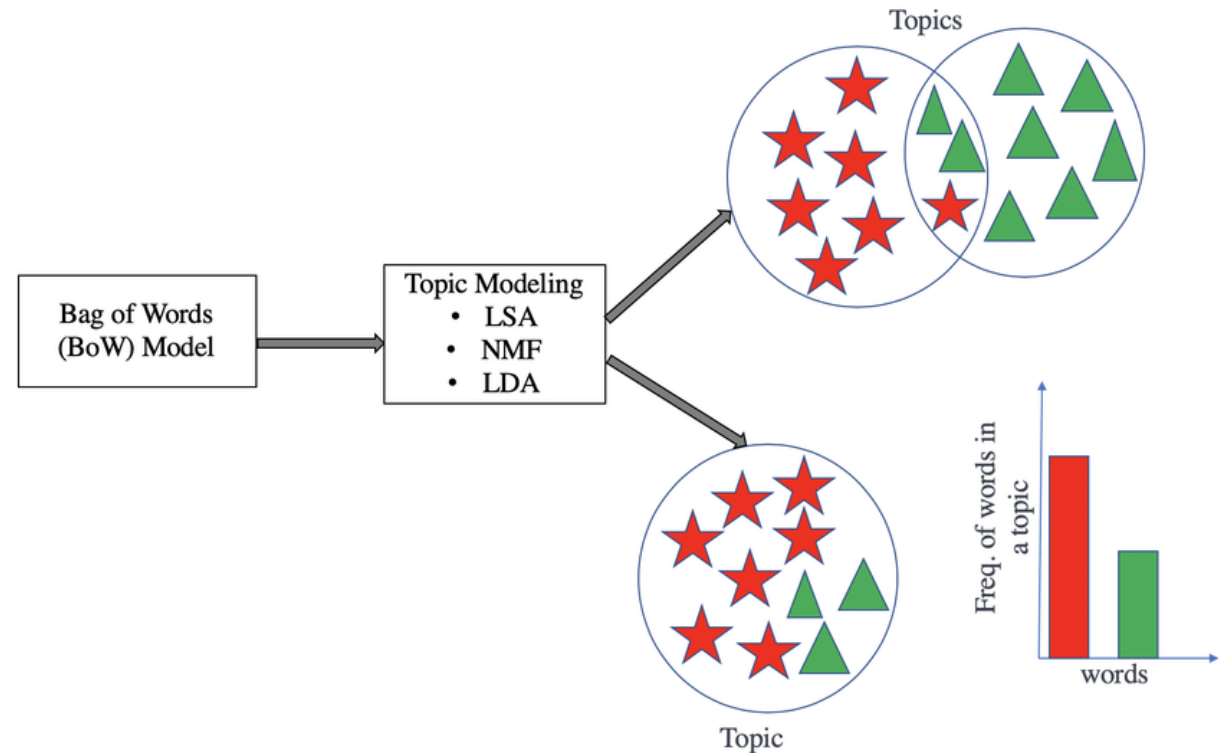 Topics
Bag of Words
(BoW) Model
Topic Modeling
• LSA
• NMF
• LDA
Freq. of words in
a topic
words
Topic